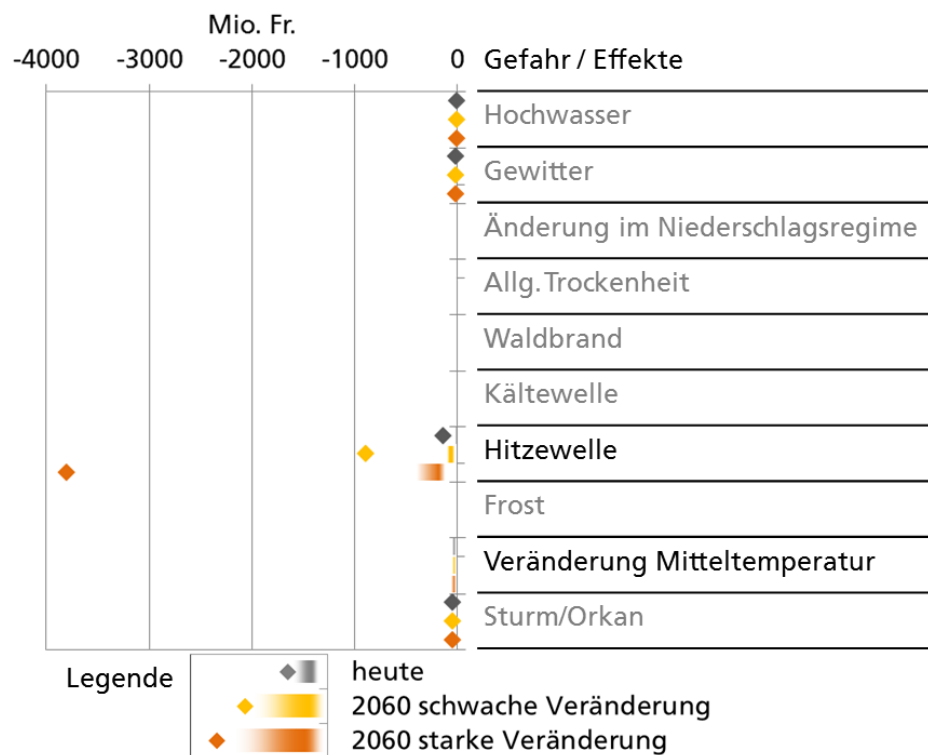 Mio. Fr.
-4000 -3000 -2000 -1000 0 Gefahr / Effekte
Hochwasser
Gewitter
Änderung im Niederschlagsregime
Allg. Trockenheit
Waldbrand
Kältewelle
Hitzewelle
Frost
Veränderung Mitteltemperatur
Sturm/Orkan
Legende heute
2060 schwache Veränderung
2060 starke Veränderung